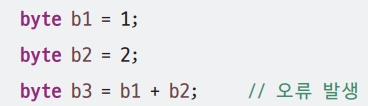 byte b1 = 1;
byte b2 = 2;
byte b3 = b1 + b2; // 오류 발생